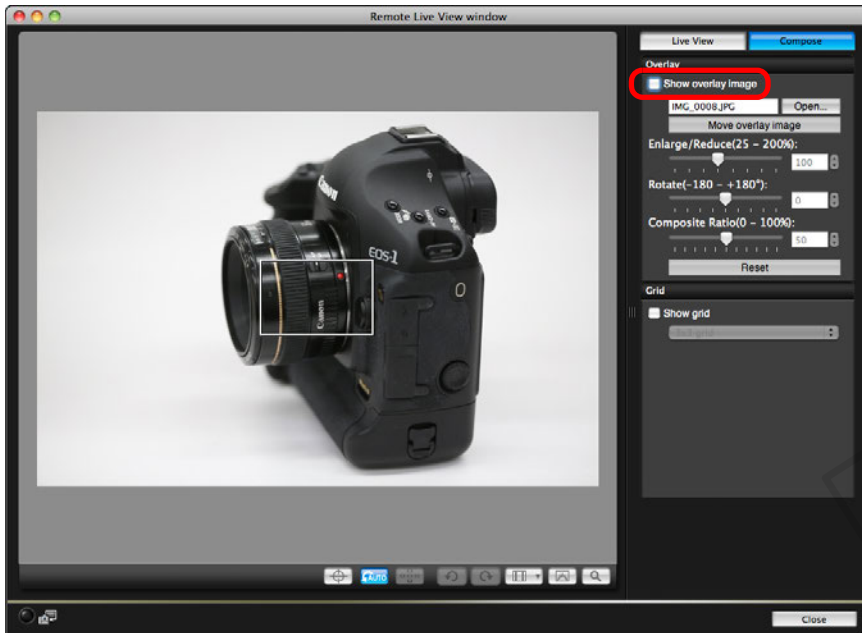 Remote Live View window
Live View
Compose
Overlay
Show overlay image
IMG_0008.JPG
Open...
Move overlay image
Enlarge/Reduce(25 – 200%):
100
Rotate(-180 – +180°):
0
Composite Ratio(0 – 100%):
50
Reset
Grid
Show grid
3x3 grid
Canon
EOS-1
Canon
AUTO
Close